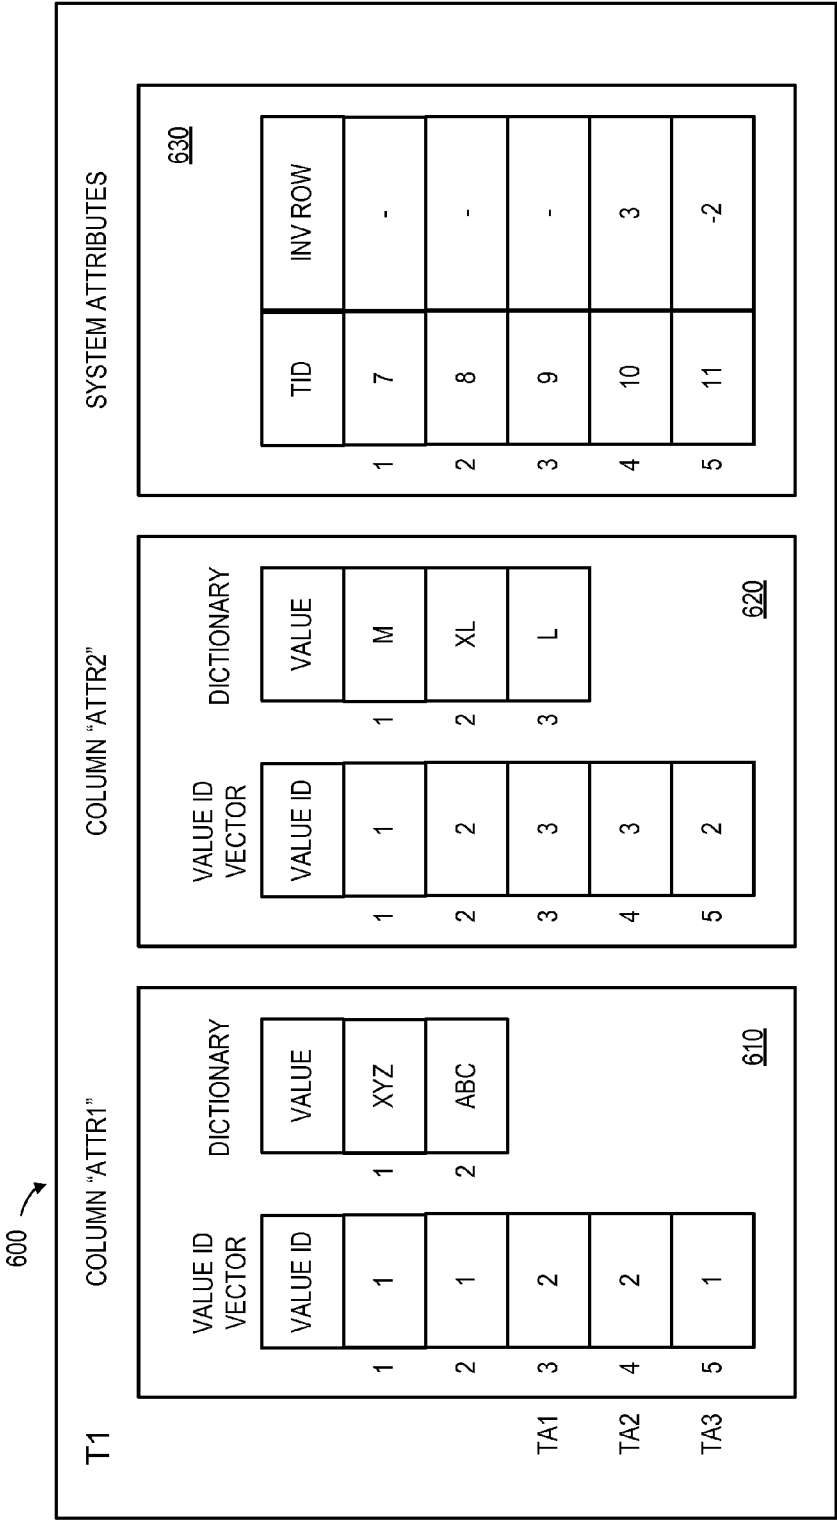 600
T1
COLUMN “ATTR1”
VALUE ID
VECTOR
DICTIONARY
VALUE ID
VALUE
1 1 1 XYZ
2 1 2 ABC
TA1 3 2
TA2 4 2
TA3 5 1
610
COLUMN “ATTR2”
VALUE ID
VECTOR
DICTIONARY
VALUE ID
VALUE
1 1 1 M
2 2 2 XL
3 3 3 L
4 3
5 2
620
SYSTEM ATTRIBUTES
630
TID INV ROW
1 7 -
2 8 -
3 9 -
4 10 3
5 11 -2